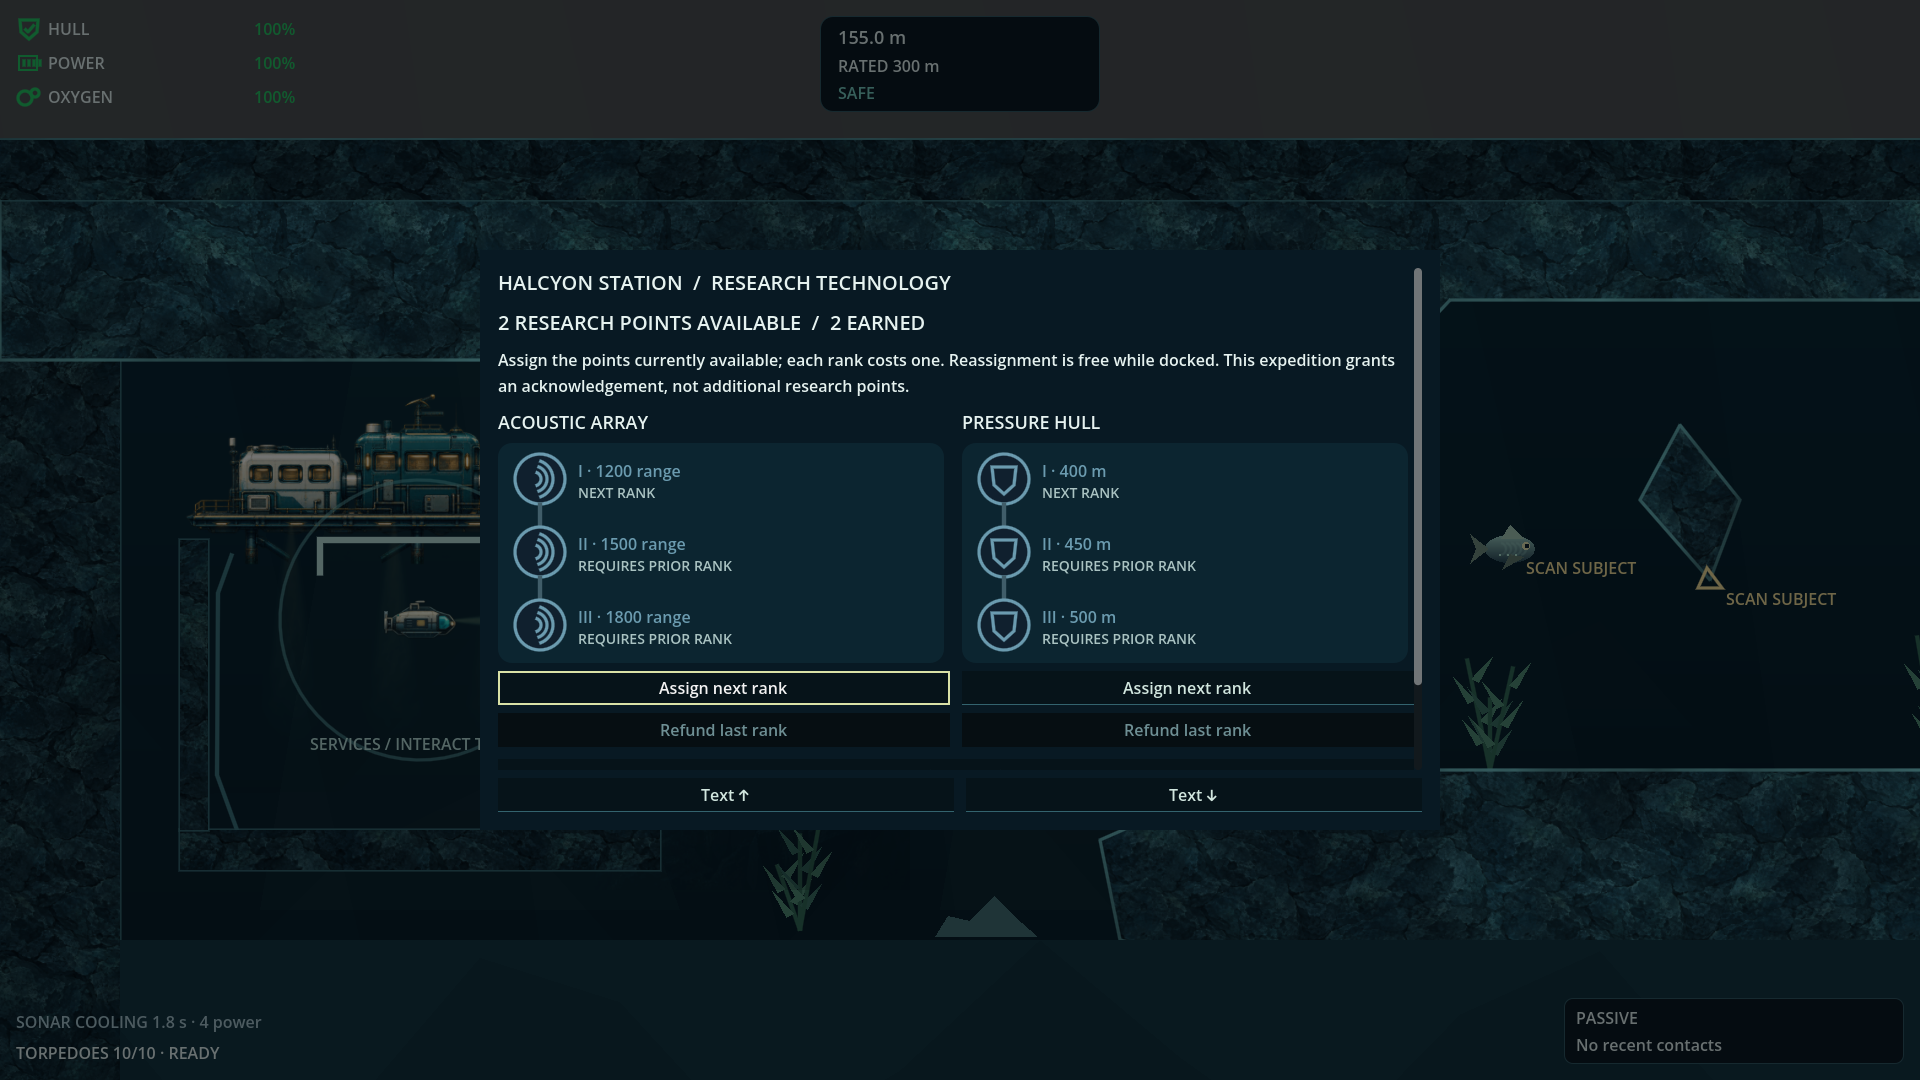 HULL 100%
POWER 100%
OXYGEN 100%
155.0 m
RATED 300 m
SAFE
HALCYON STATION / RESEARCH TECHNOLOGY
2 RESEARCH POINTS AVAILABLE / 2 EARNED
Assign the points currently available; each rank costs one. Reassignment is free while docked. This expedition grants
an acknowledgement, not additional research points.
ACOUSTIC ARRAY
I · 1200 range
NEXT RANK
II · 1500 range
REQUIRES PRIOR RANK
III · 1800 range
REQUIRES PRIOR RANK
Assign next rank
Refund last rank
PRESSURE HULL
I · 400 m
NEXT RANK
II · 450 m
REQUIRES PRIOR RANK
III · 500 m
REQUIRES PRIOR RANK
Assign next rank
Refund last rank
Text ↑
Text ↓
SERVICES / INTERACT
SCAN SUBJECT
SCAN SUBJECT
SONAR COOLING 1.8 s · 4 power
TORPEDOES 10/10 · READY
PASSIVE
No recent contacts